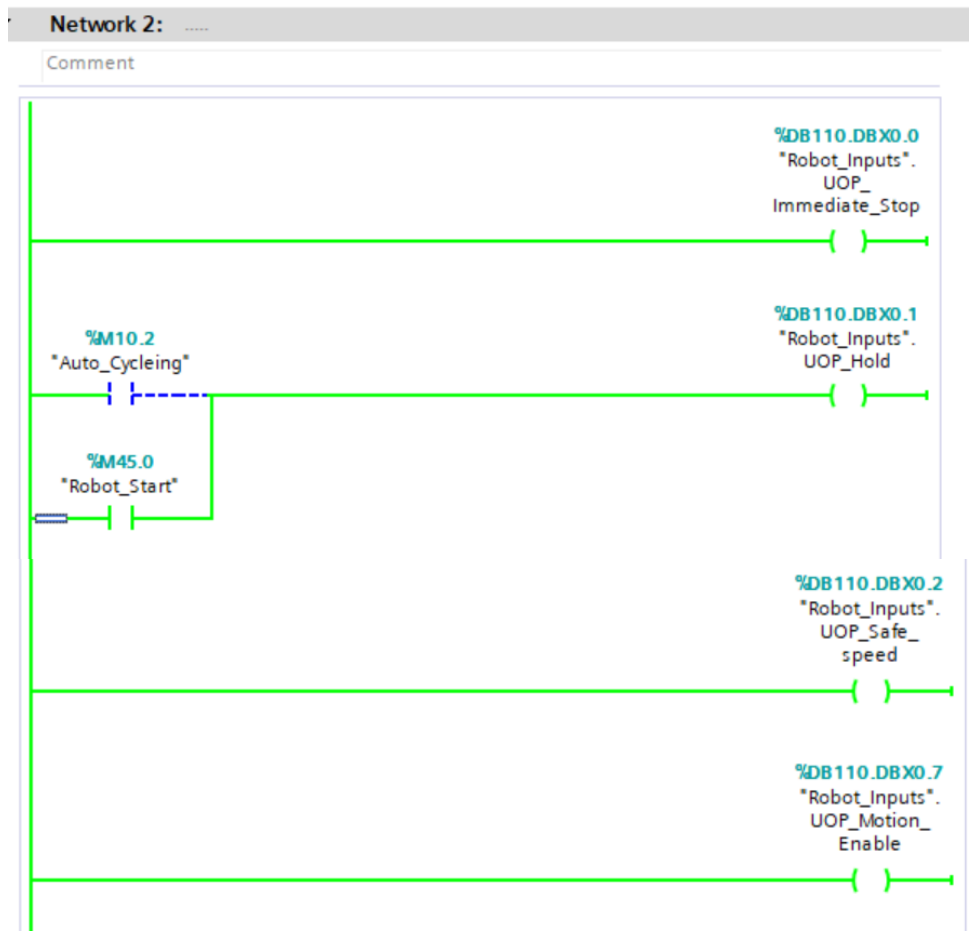 Network 2: .....
Comment
%DB110.DBX0.0
"Robot_Inputs".
UOP_
Immediate_Stop
%DB110.DBX0.1
"Robot_Inputs".
UOP_Hold
%M10.2
"Auto_Cycleing"
%M45.0
"Robot_Start"
%DB110.DBX0.2
"Robot_Inputs".
UOP_Safe_
speed
%DB110.DBX0.7
"Robot_Inputs".
UOP_Motion_
Enable